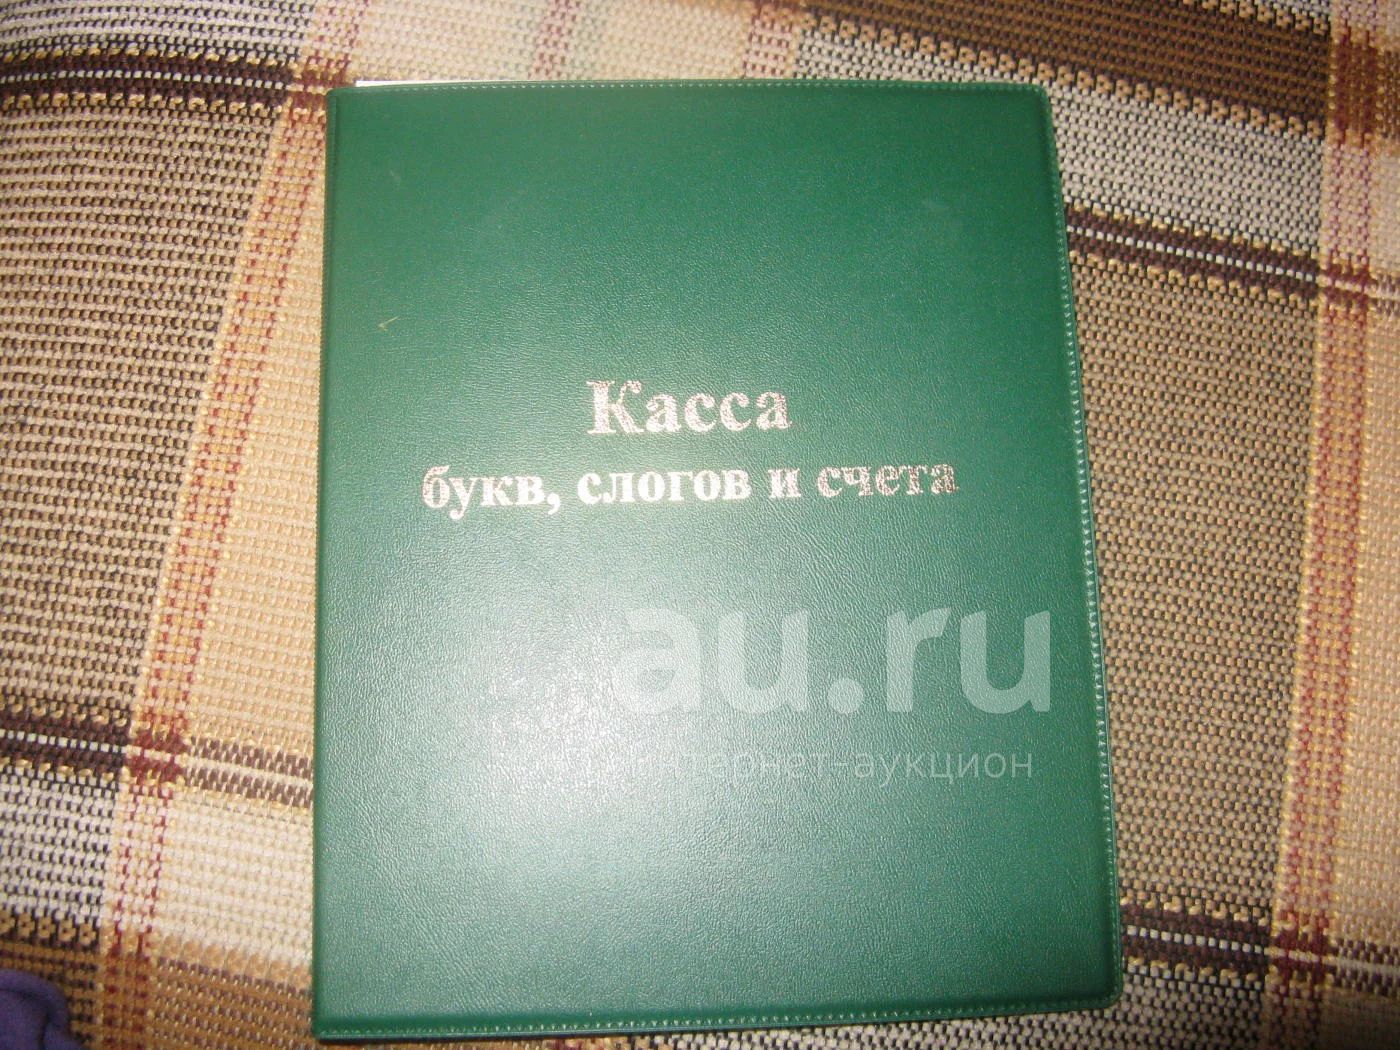 Касса
букв, слогов и счета
au.ru
интернет-аукцион